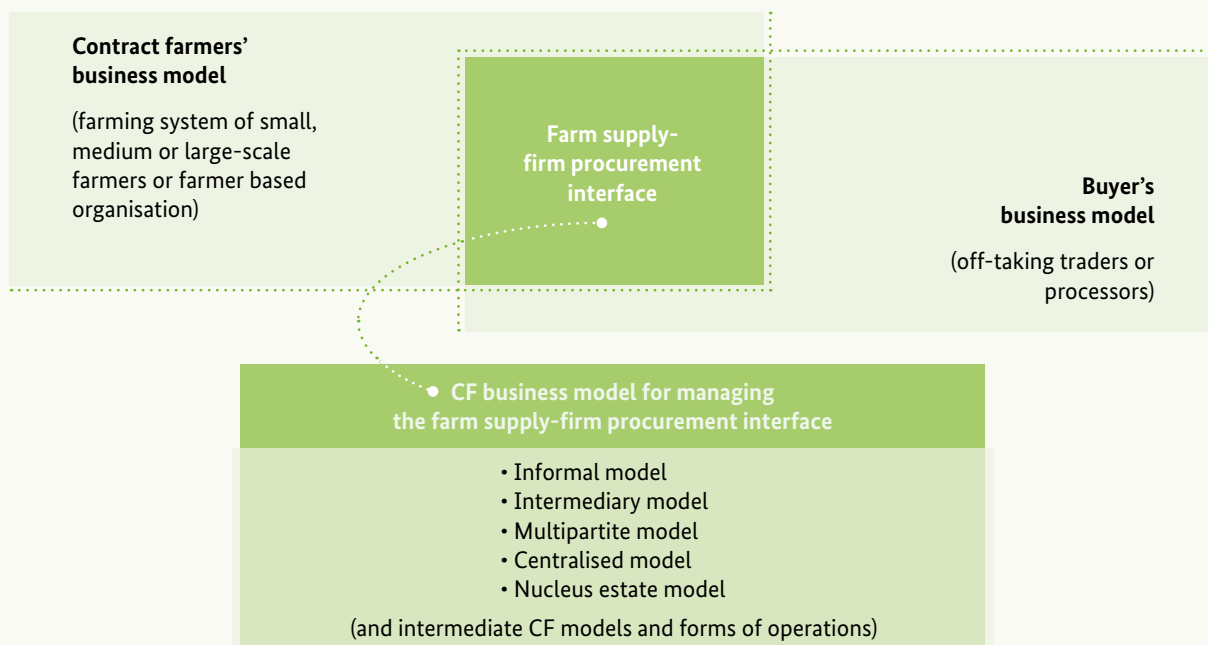 Contract farmers’
business model
(farming system of small,
medium or large-scale
farmers or farmer based
organisation)
Farm supply-
firm procurement
interface
Buyer’s
business model
(off-taking traders or
processors)
CF business model for managing
the farm supply-firm procurement interface
• Informal model
• Intermediary model
• Multipartite model
• Centralised model
• Nucleus estate model
(and intermediate CF models and forms of operations)